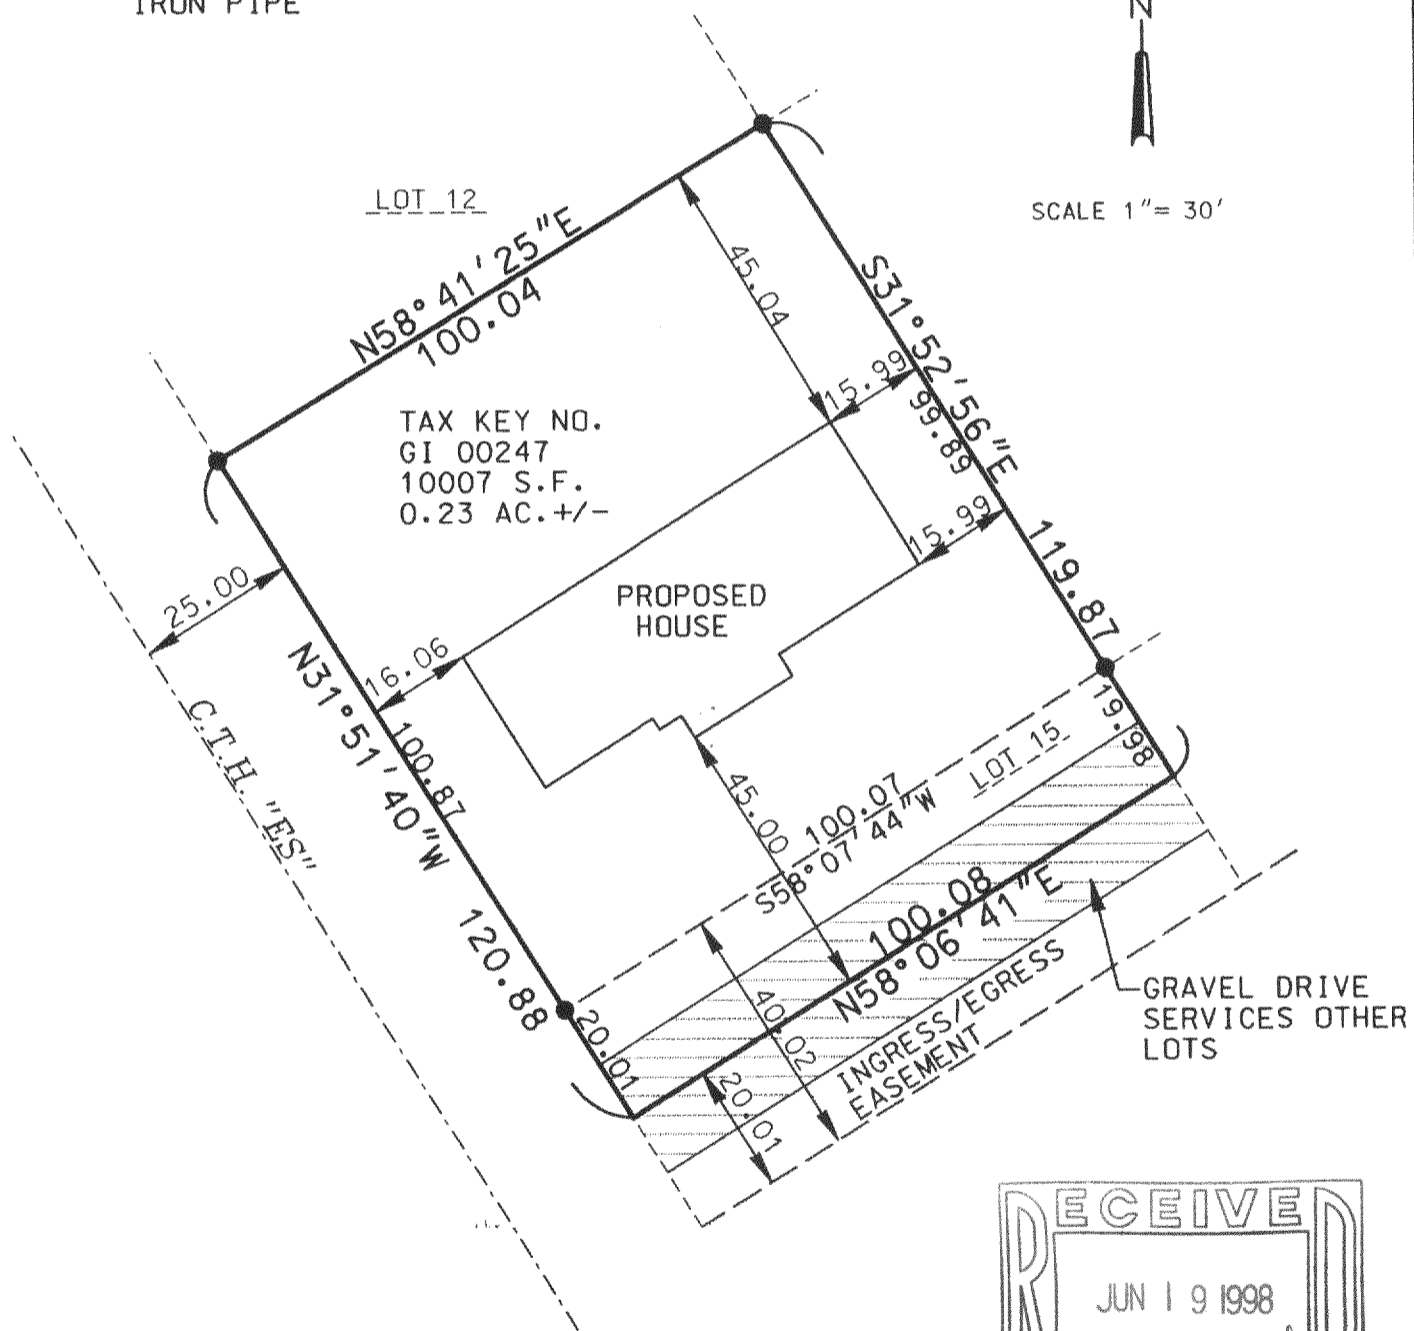 IRON PIPE
N
SCALE 1"= 30'
LOT 12
N58°41'25"E
100.04
45.04
S31°52'56"E
99.89
119.87
15.99
15.99
TAX KEY NO.
GI 00247
10007 S.F.
0.23 AC.+/-
25.00
PROPOSED
HOUSE
16.06
N31°51'40"W
100.87
120.88
C.T.H. "ES"
19.98
LOT 15
45.00
100.07
S58°07'44"W
100.08
N58°06'41"E
20.01
40.02
20.01
INGRESS/EGRESS
EASEMENT
GRAVEL DRIVE
SERVICES OTHER
LOTS
RECEIVED
JUN 19 1998